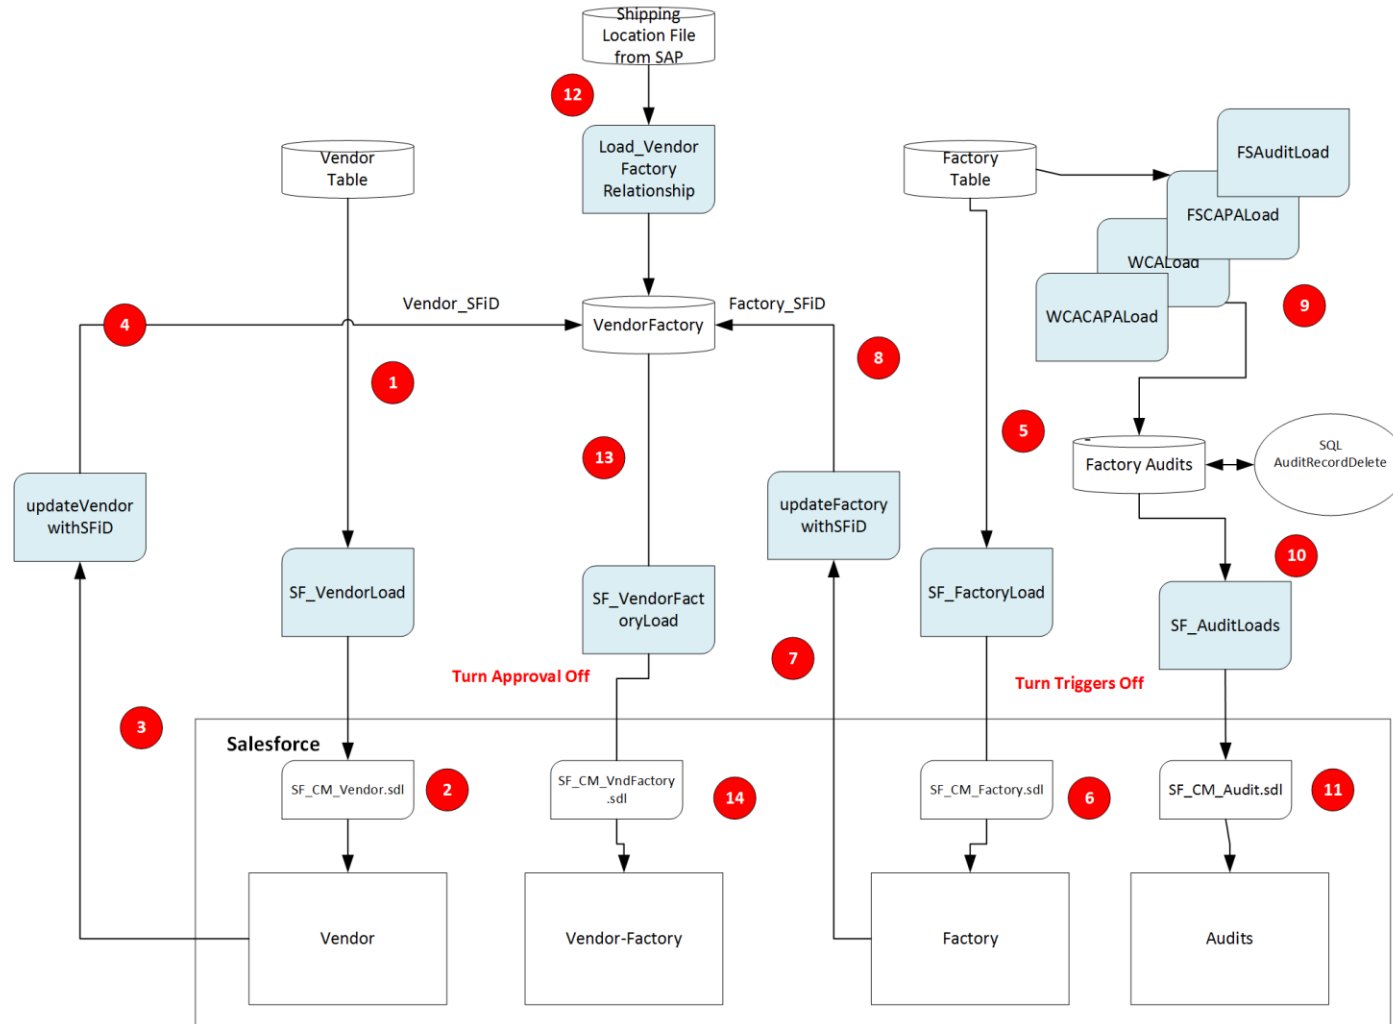 Shipping
Location File
from SAP
12
Load_Vendor
Factory
Relationship
Vendor
Table
Factory
Table
FSAuditLoad
FSCAPALoad
WCALoad
WCACAPALoad
9
Vendor_SFiD
Factory_SFiD
4
VendorFactory
8
1
5
13
Factory Audits
SQL
AuditRecordDelete
updateVendor
withSFiD
updateFactory
withSFiD
10
SF_VendorLoad
SF_VendorFact
oryLoad
SF_FactoryLoad
SF_AuditLoads
7
Turn Approval Off
Turn Triggers Off
3
Salesforce
SF_CM_Vendor.sdl
2
SF_CM_VndFactory
.sdl
14
SF_CM_Factory.sdl
6
SF_CM_Audit.sdl
11
Vendor
Vendor-Factory
Factory
Audits